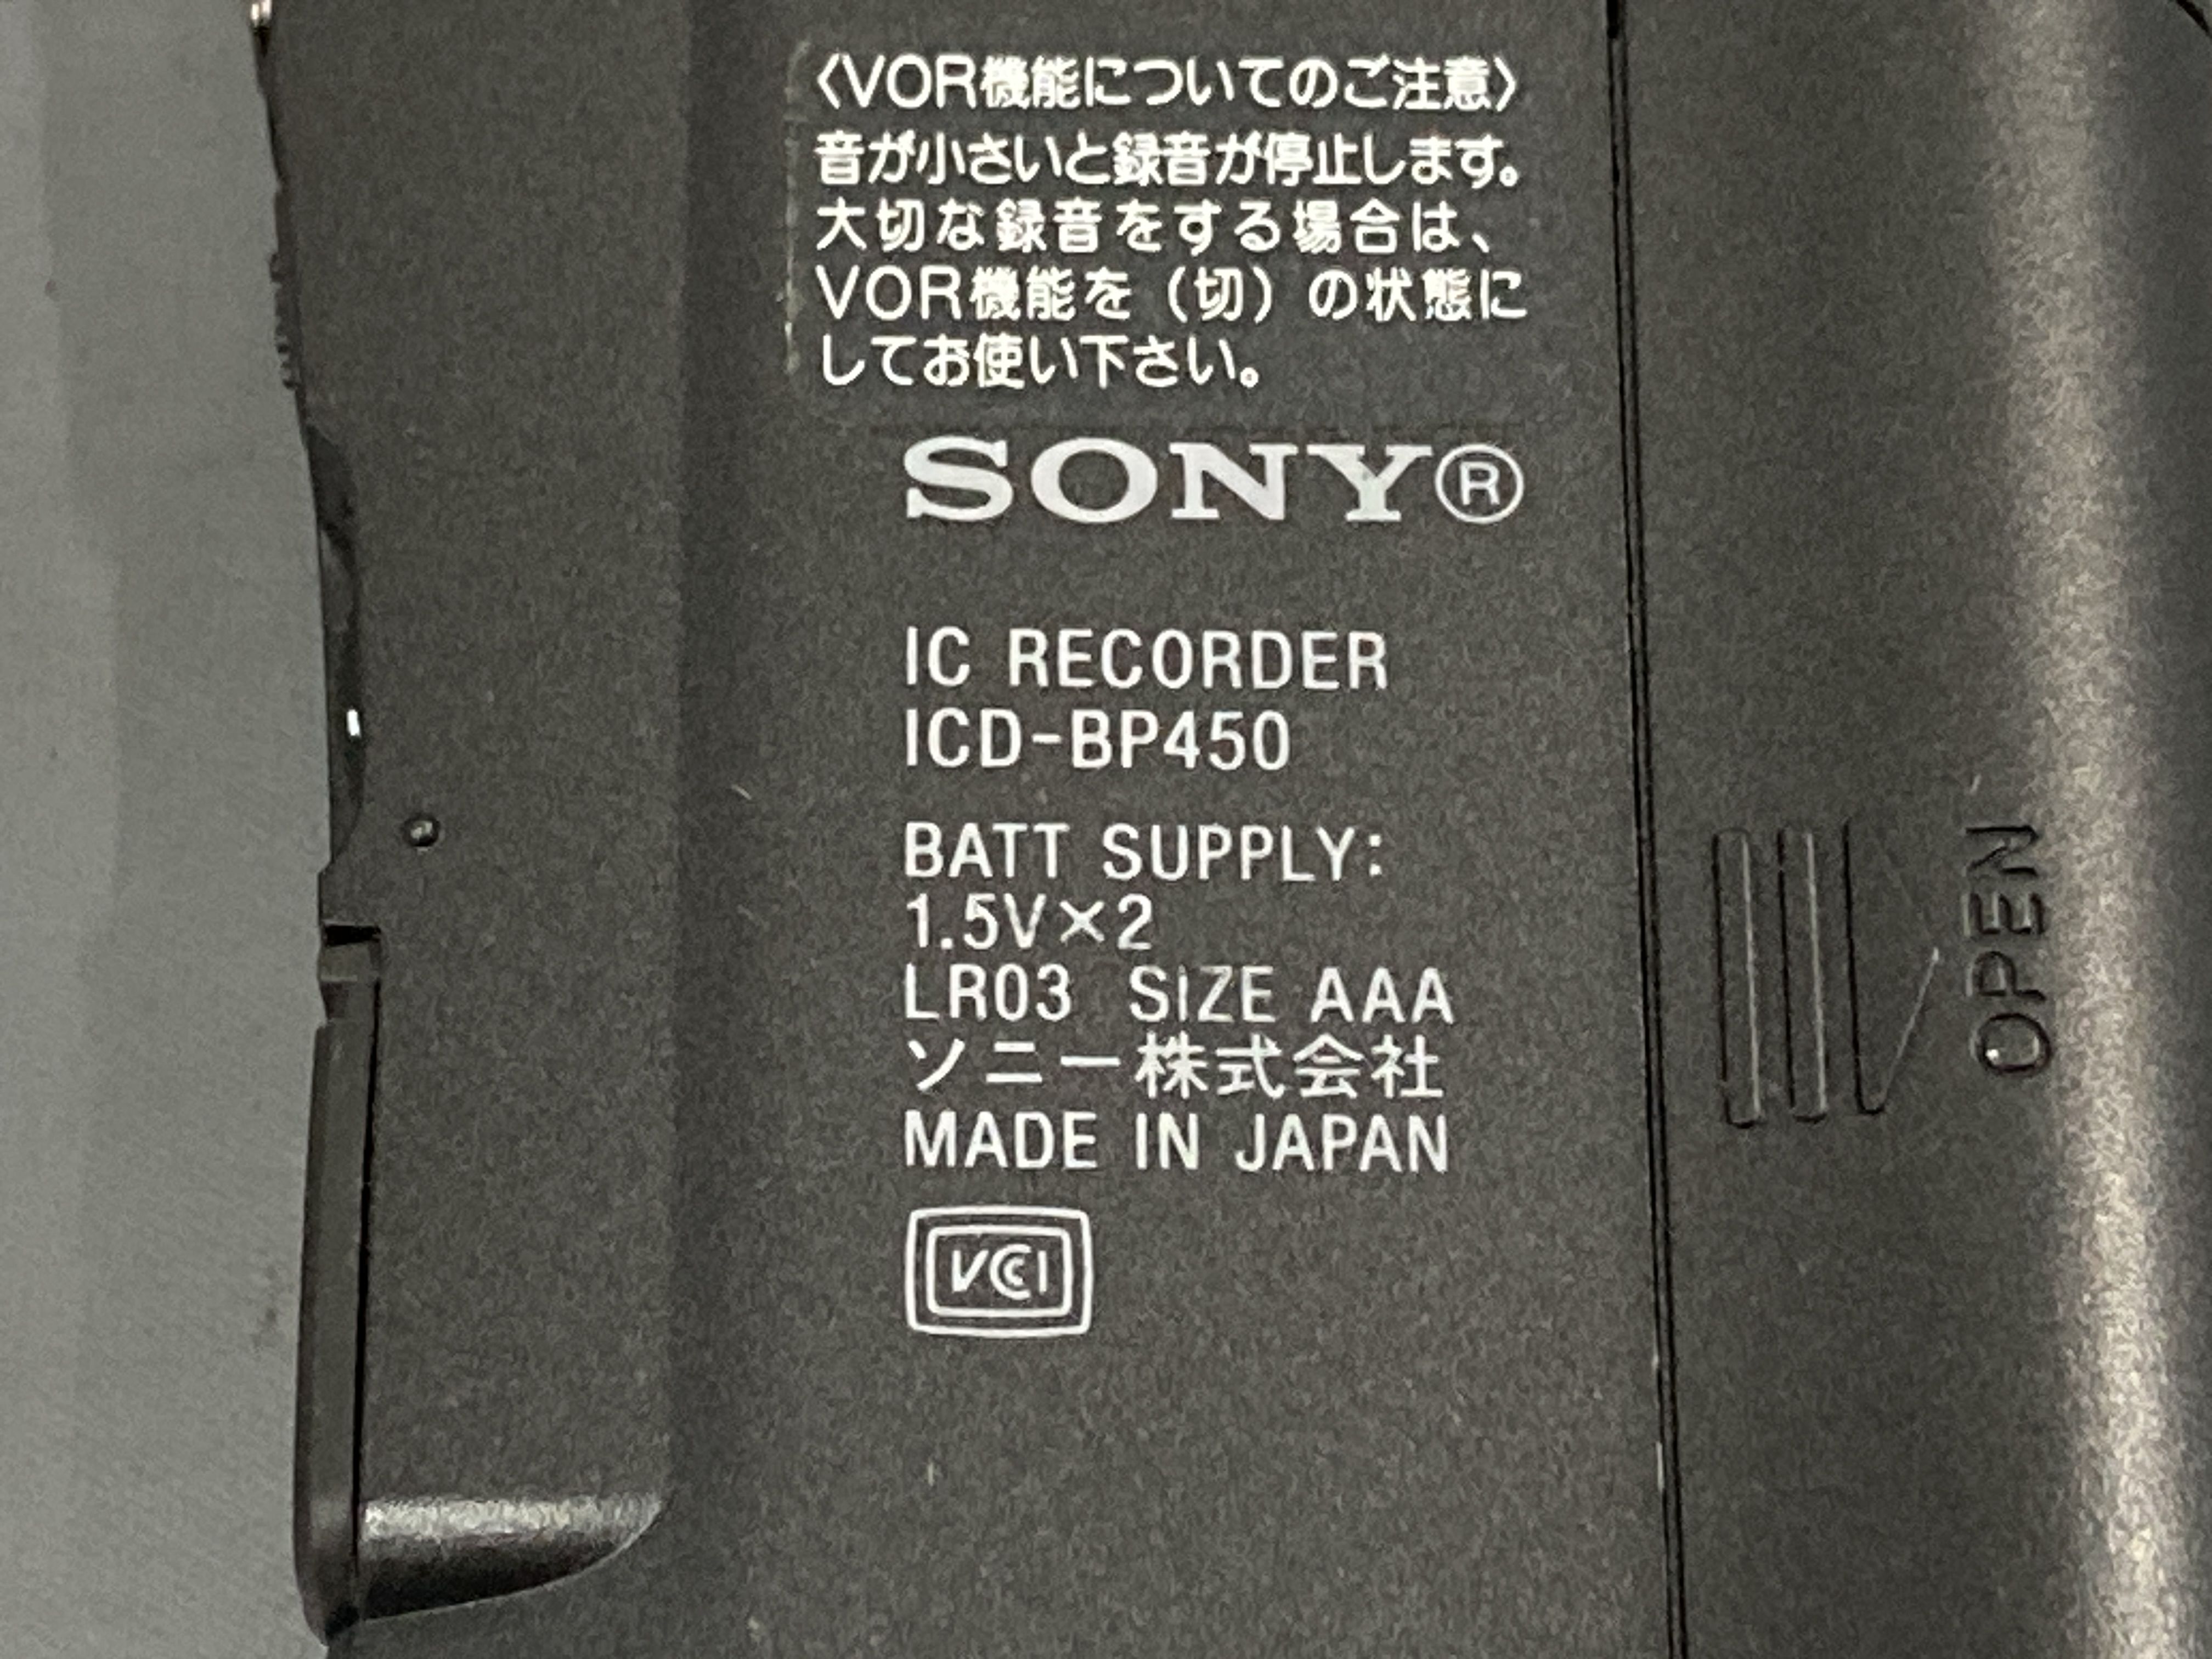 〈VOR機能についてのご注意〉
音が小さいと録音が停止します。
大切な録音をする場合は、
VOR機能を（切）の状態に
してお使い下さい。
SONY®
IC RECORDER
ICD-BP450
BATT SUPPLY:
1.5V×2
LR03 SIZE AAA
ソニー株式会社
MADE IN JAPAN
VCCI
OPEN